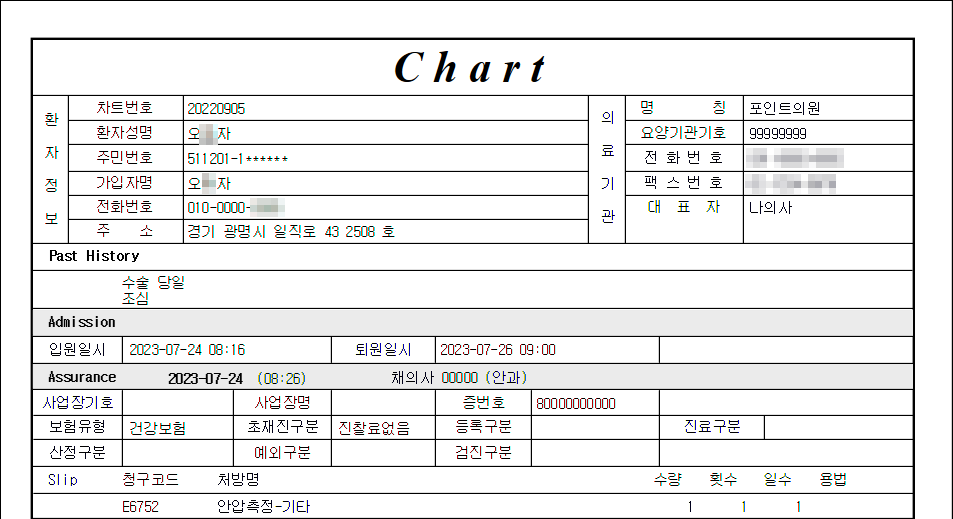 Chart
환자정보
차트번호 20220905
환자성명 오 자
주민번호 511201-1******
가입자명 오 자
전화번호 010-0000-
주 소 경기 광명시 일직로 43 2508 호
의료기관
명 칭 포인트의원
요양기관기호 99999999
전 화 번 호
팩 스 번 호
대 표 자 나의사
Past History
수술 당일
조심
Admission
입원일시 2023-07-24 08:16 퇴원일시 2023-07-26 09:00
Assurance 2023-07-24 (08:26) 채의사 00000 (안과)
사업장기호 사업장명 증번호 80000000000
보험유형 건강보험 초재진구분 진찰료없음 등록구분 진료구분
산정구분 예외구분 검진구분
Slip 청구코드 처방명 수량 횟수 일수 용법
E6752 안압측정-기타 1 1 1